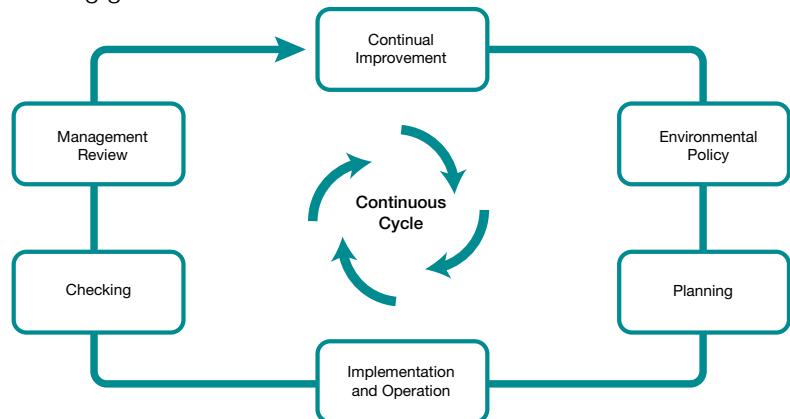 Continual
Improvement
Management
Review
Environmental
Policy
Continuous
Cycle
Checking
Planning
Implementation
and Operation